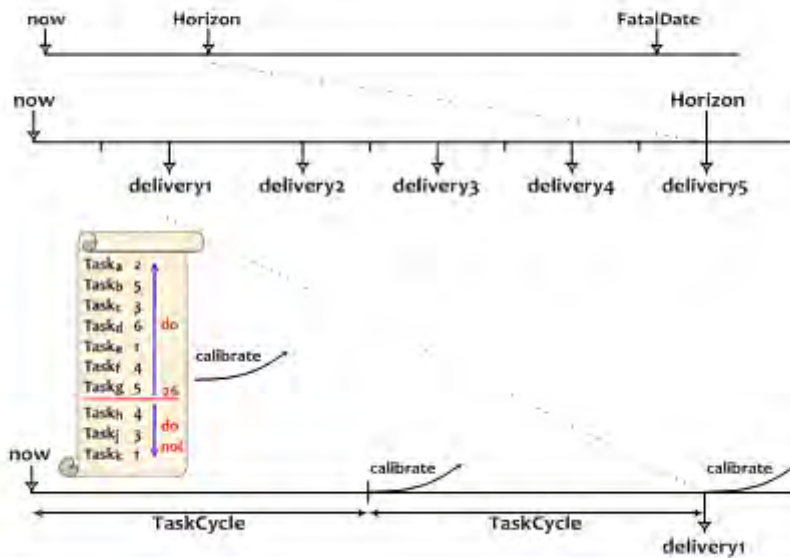 now Horizon FatalDate
now Horizon
delivery1 delivery2 delivery3 delivery4 delivery5
Taska 2
Taskb 5
Taskc 3
Taskd 6 do
Taske 1
Taskf 4 calibrate
Taskg 5 26
Taskh 4 do
Taskj 3 not
Taskk 1
now calibrate calibrate
TaskCycle TaskCycle
delivery1